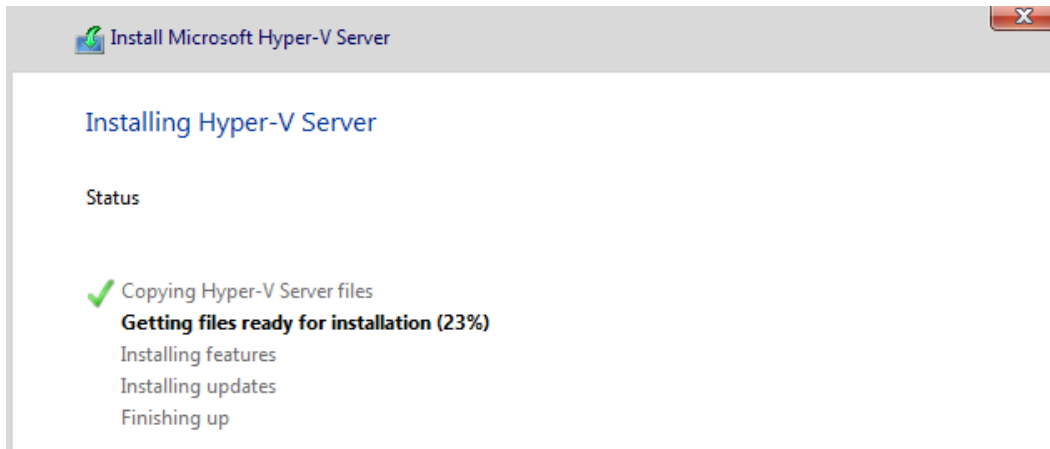 Install Microsoft Hyper-V Server
Installing Hyper-V Server
Status
Copying Hyper-V Server files
Getting files ready for installation (23%)
Installing features
Installing updates
Finishing up